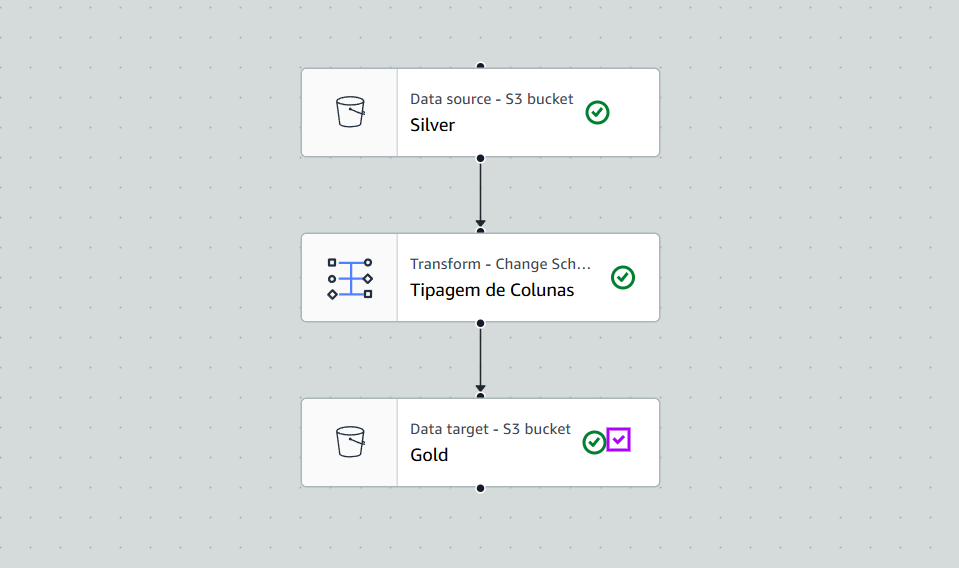 Data source - S3 bucket
Silver
Transform - Change Sch...
Tipagem de Colunas
Data target - S3 bucket
Gold